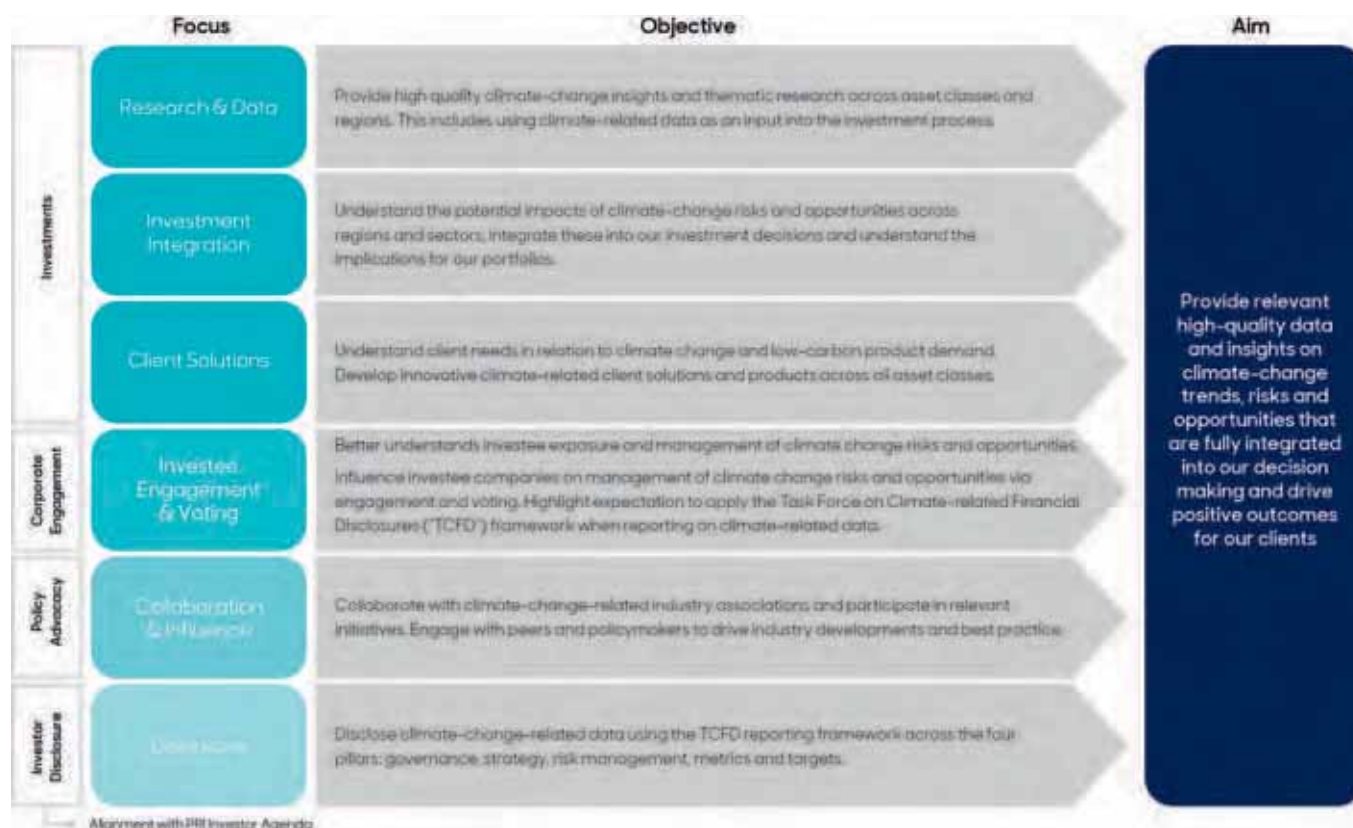 Focus
Objective
Aim
Investments
Research & Data
Provide high quality climate-change insights and thematic research across asset classes and
regions. This includes using climate-related data as an input into the investment process.
Investment
Integration
Understand the potential impacts of climate-change risks and opportunities across
regions and sectors, integrate these into our investment decisions and understand the
implications for our portfolios.
Client Solutions
Understand client needs in relation to climate change and low-carbon product demand.
Develop innovative climate-related client solutions and products across all asset classes.
Corporate
Engagement
Investee
Engagement
& Voting
Better understands investee exposure and management of climate change risks and opportunities.
Influence investee companies on management of climate change risks and opportunities via
engagement and voting. Highlight expectation to apply the Task Force on Climate-related Financial
Disclosures ("TCFD") framework when reporting on climate-related data.
Policy
Advocacy
Collaboration
& Influence
Collaborate with climate-change-related industry associations and participate in relevant
initiatives. Engage with peers and policymakers to drive industry developments and best practice.
Investor
Disclosure
Disclosure
Disclose climate-change-related data using the TCFD reporting framework across the four
pillars: governance, strategy, risk management, metrics and targets.
Provide relevant
high-quality data
and insights on
climate-change
trends, risks and
opportunities that
are fully integrated
into our decision
making and drive
positive outcomes
for our clients
Alignment with PRI Investor Agenda